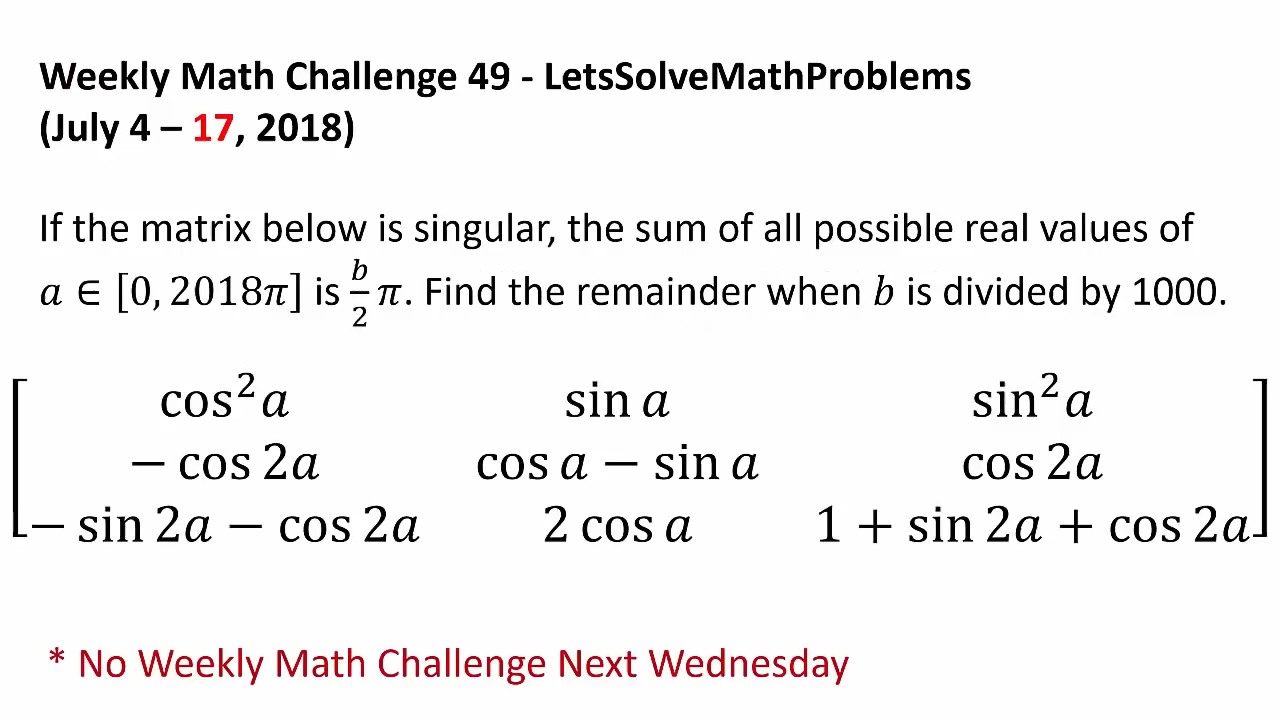 Weekly Math Challenge 49 - LetsSolveMathProblems
(July 4 – 17, 2018)
If the matrix below is singular, the sum of all possible real values of
𝑎 ∈ [0, 2018𝜋] is 𝑏/2 𝜋. Find the remainder when 𝑏 is divided by 1000.
cos²𝑎 sin 𝑎 sin²𝑎
− cos 2𝑎 cos 𝑎 − sin 𝑎 cos 2𝑎
− sin 2𝑎 − cos 2𝑎 2 cos 𝑎 1 + sin 2𝑎 + cos 2𝑎
* No Weekly Math Challenge Next Wednesday